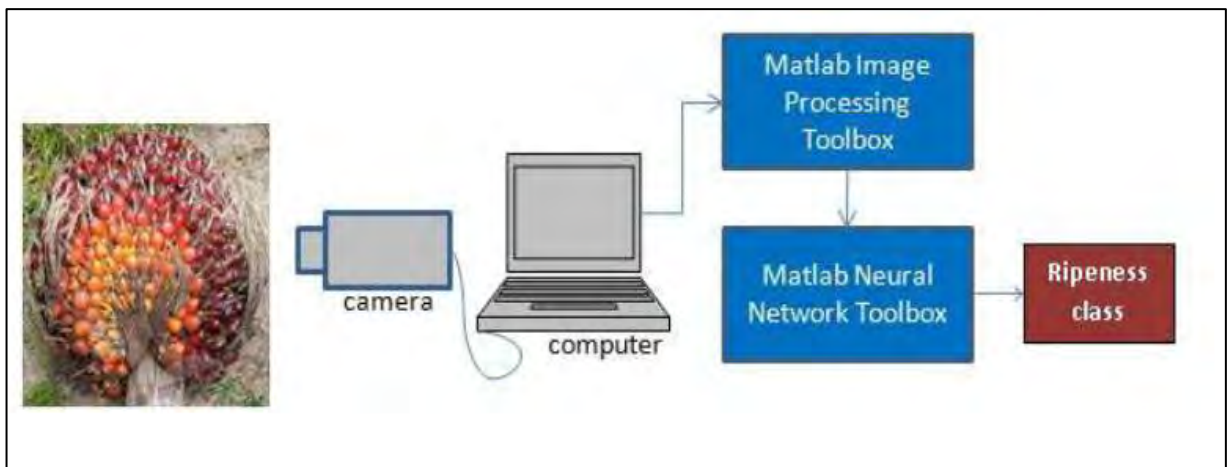 Matlab Image
Processing
Toolbox
camera
computer
Matlab Neural
Network Toolbox
Ripeness
class